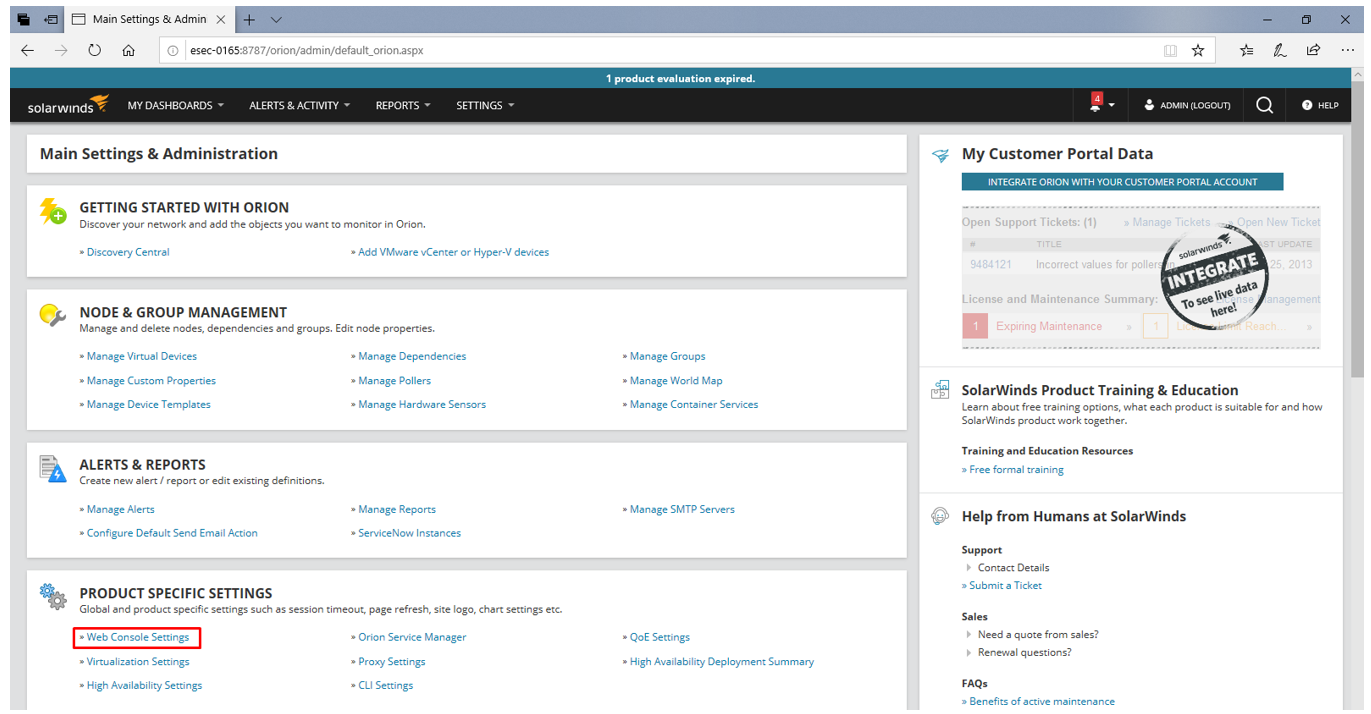 Main Settings & Admin
esec-0165:8787/orion/admin/default_orion.aspx
1 product evaluation expired.
solarwinds MY DASHBOARDS ALERTS & ACTIVITY REPORTS SETTINGS 4 ADMIN (LOGOUT) ? HELP
Main Settings & Administration
GETTING STARTED WITH ORION
Discover your network and add the objects you want to monitor in Orion.
» Discovery Central » Add VMware vCenter or Hyper-V devices
NODE & GROUP MANAGEMENT
Manage and delete nodes, dependencies and groups. Edit node properties.
» Manage Virtual Devices » Manage Dependencies » Manage Groups
» Manage Custom Properties » Manage Pollers » Manage World Map
» Manage Device Templates » Manage Hardware Sensors » Manage Container Services
ALERTS & REPORTS
Create new alert / report or edit existing definitions.
» Manage Alerts » Manage Reports » Manage SMTP Servers
» Configure Default Send Email Action » ServiceNow Instances
PRODUCT SPECIFIC SETTINGS
Global and product specific settings such as session timeout, page refresh, site logo, chart settings etc.
» Web Console Settings » Orion Service Manager » QoE Settings
» Virtualization Settings » Proxy Settings » High Availability Deployment Summary
» High Availability Settings » CLI Settings
My Customer Portal Data
INTEGRATE ORION WITH YOUR CUSTOMER PORTAL ACCOUNT
Open Support Tickets: (1) » Manage Tickets » Open New Ticket
# TITLE LAST UPDATE
9484121 Incorrect values for pollers 25, 2013
solarwinds
INTEGRATE
To see live data
here!
License and Maintenance Summary: Management
1 Expiring Maintenance » 1 Reach... »
SolarWinds Product Training & Education
Learn about free training options, what each product is suitable for and how
SolarWinds product work together.
Training and Education Resources
» Free formal training
Help from Humans at SolarWinds
Support
Contact Details
» Submit a Ticket
Sales
Need a quote from sales?
Renewal questions?
FAQs
» Benefits of active maintenance